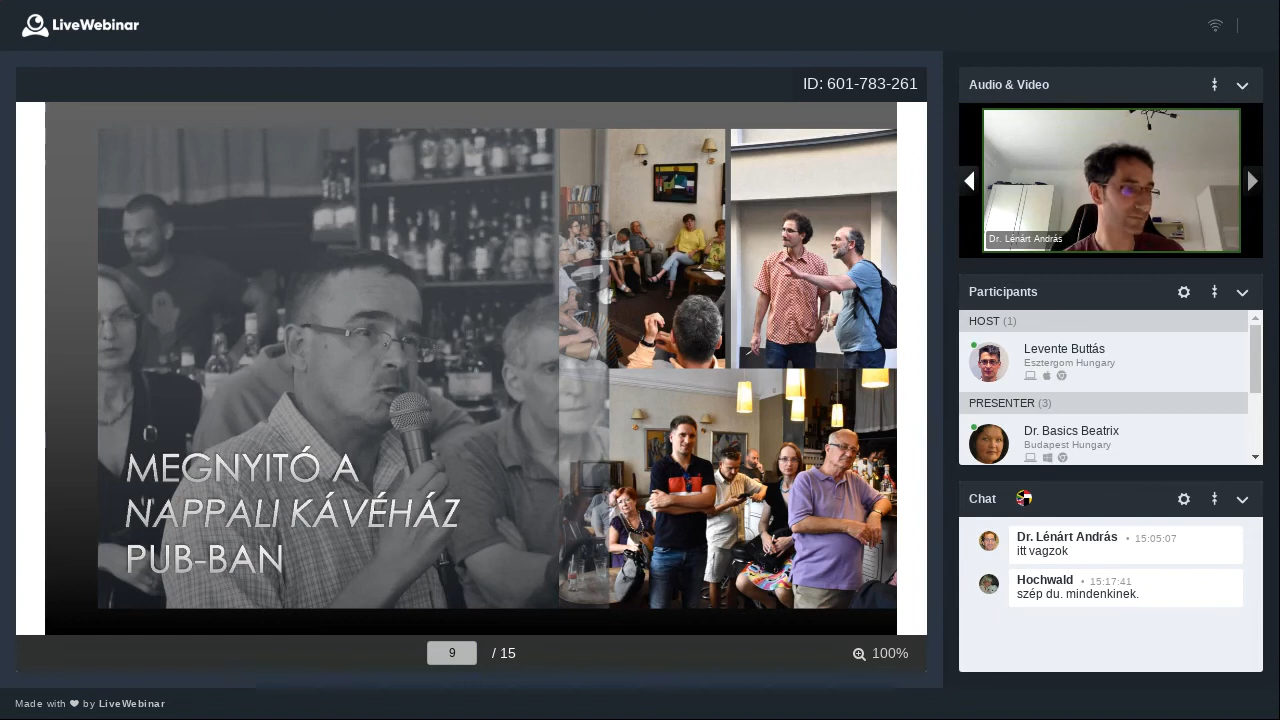 LiveWebinar
ID: 601-783-261
MEGNYITÓ A
NAPPALI KÁVÉHÁZ
PUB-BAN
9 / 15
100%
Audio & Video
Dr. Lénárt András
Participants
HOST (1)
Levente Buttás
Esztergom Hungary
PRESENTER (3)
Dr. Basics Beatrix
Budapest Hungary
Chat
Dr. Lénárt András • 15:05:07
itt vagzok
Hochwald • 15:17:41
szép du. mindenkinek.
Made with ❤ by LiveWebinar